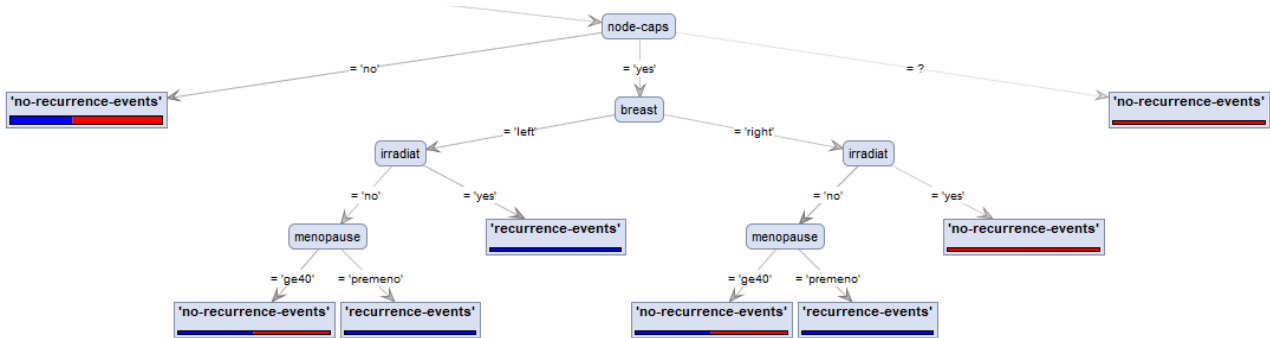 node-caps
= 'no'
= 'yes'
= ?
'no-recurrence-events'
breast
'no-recurrence-events'
= 'left'
= 'right'
irradiat
irradiat
= 'no'
= 'yes'
= 'no'
= 'yes'
menopause
'recurrence-events'
menopause
'no-recurrence-events'
= 'ge40'
= 'premeno'
= 'ge40'
= 'premeno'
'no-recurrence-events'
'recurrence-events'
'no-recurrence-events'
'recurrence-events'